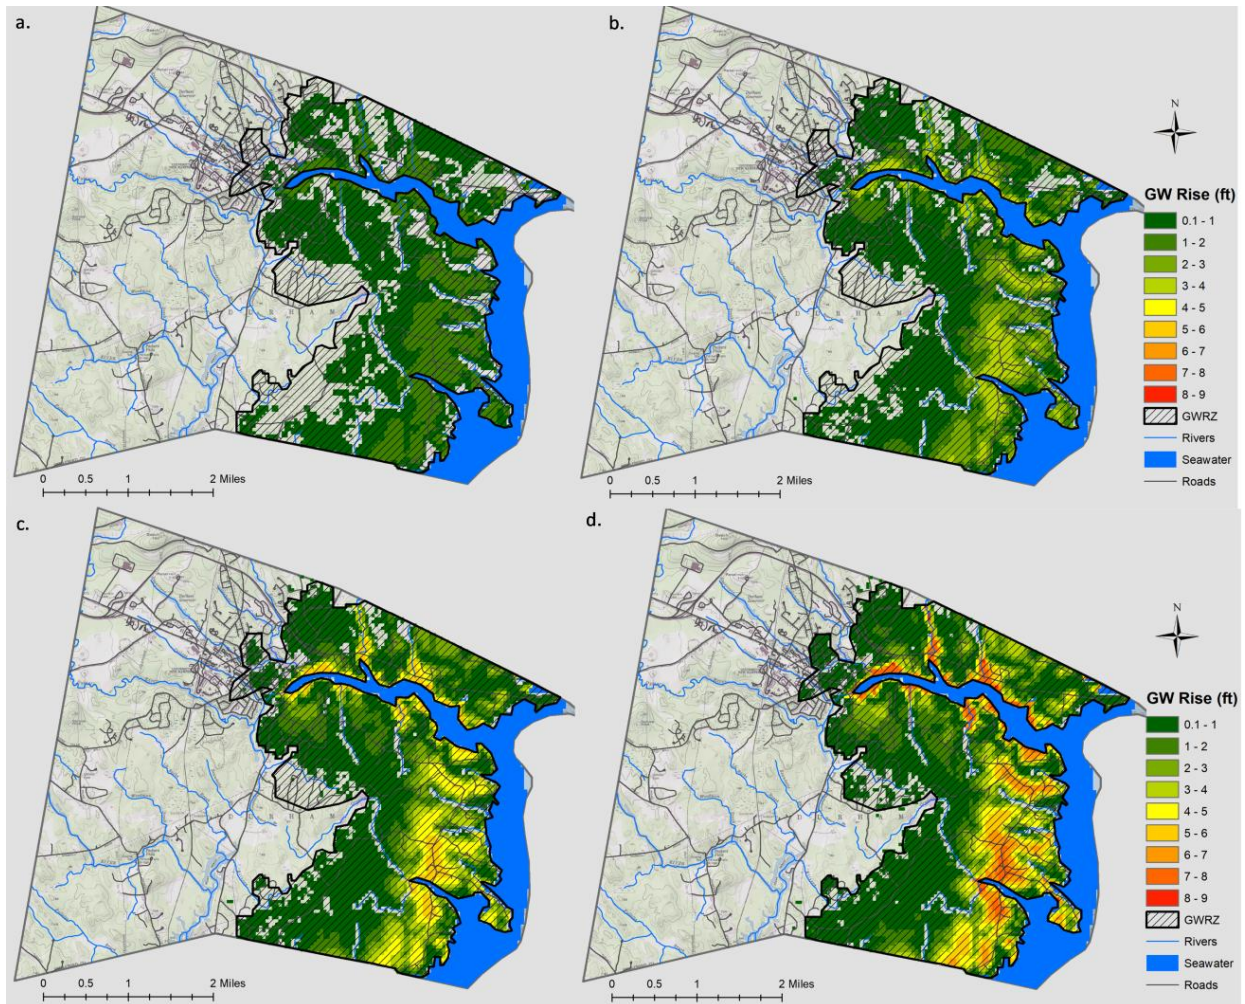 a.
b.
N
GW Rise (ft)
0.1 - 1
1 - 2
2 - 3
3 - 4
4 - 5
5 - 6
6 - 7
7 - 8
8 - 9
GWRZ
Rivers
Seawater
Roads
DURHAM
DURHAM
0 0.5 1 2 Miles
0 0.5 1 2 Miles
c.
d.
N
GW Rise (ft)
0.1 - 1
1 - 2
2 - 3
3 - 4
4 - 5
5 - 6
6 - 7
7 - 8
8 - 9
GWRZ
Rivers
Seawater
Roads
DURHAM
DURHAM
0 0.5 1 2 Miles
0 0.5 1 2 Miles